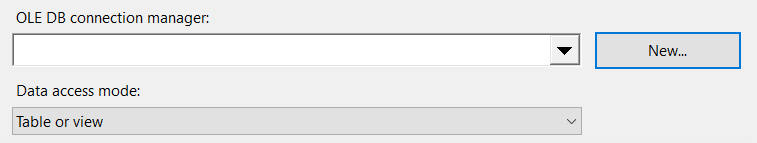 OLE DB connection manager:
New...
Data access mode:
Table or view